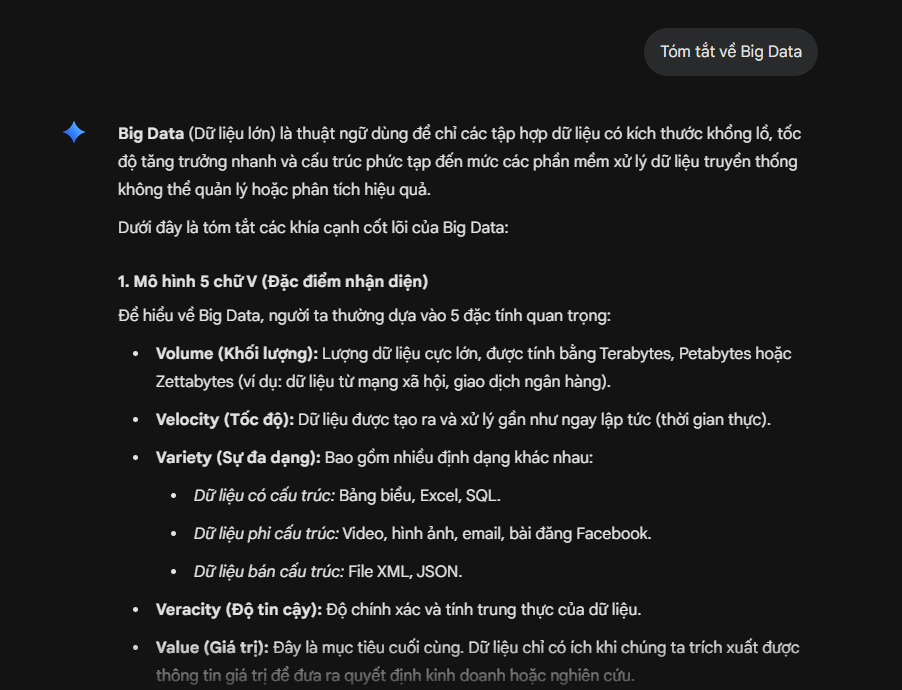 Tóm tắt về Big Data
Big Data (Dữ liệu lớn) là thuật ngữ dùng để chỉ các tập hợp dữ liệu có kích thước khổng lồ, tốc
độ tăng trưởng nhanh và cấu trúc phức tạp đến mức các phần mềm xử lý dữ liệu truyền thống
không thể quản lý hoặc phân tích hiệu quả.
Dưới đây là tóm tắt các khía cạnh cốt lõi của Big Data:
1. Mô hình 5 chữ V (Đặc điểm nhận diện)
Để hiểu về Big Data, người ta thường dựa vào 5 đặc tính quan trọng:
• Volume (Khối lượng): Lượng dữ liệu cực lớn, được tính bằng Terabytes, Petabytes hoặc
Zettabytes (ví dụ: dữ liệu từ mạng xã hội, giao dịch ngân hàng).
• Velocity (Tốc độ): Dữ liệu được tạo ra và xử lý gần như ngay lập tức (thời gian thực).
• Variety (Sự đa dạng): Bao gồm nhiều định dạng khác nhau:
• Dữ liệu có cấu trúc: Bảng biểu, Excel, SQL.
• Dữ liệu phi cấu trúc: Video, hình ảnh, email, bài đăng Facebook.
• Dữ liệu bán cấu trúc: File XML, JSON.
• Veracity (Độ tin cậy): Độ chính xác và tính trung thực của dữ liệu.
• Value (Giá trị): Đây là mục tiêu cuối cùng. Dữ liệu chỉ có ích khi chúng ta trích xuất được
thông tin giá trị để đưa ra quyết định kinh doanh hoặc nghiên cứu.